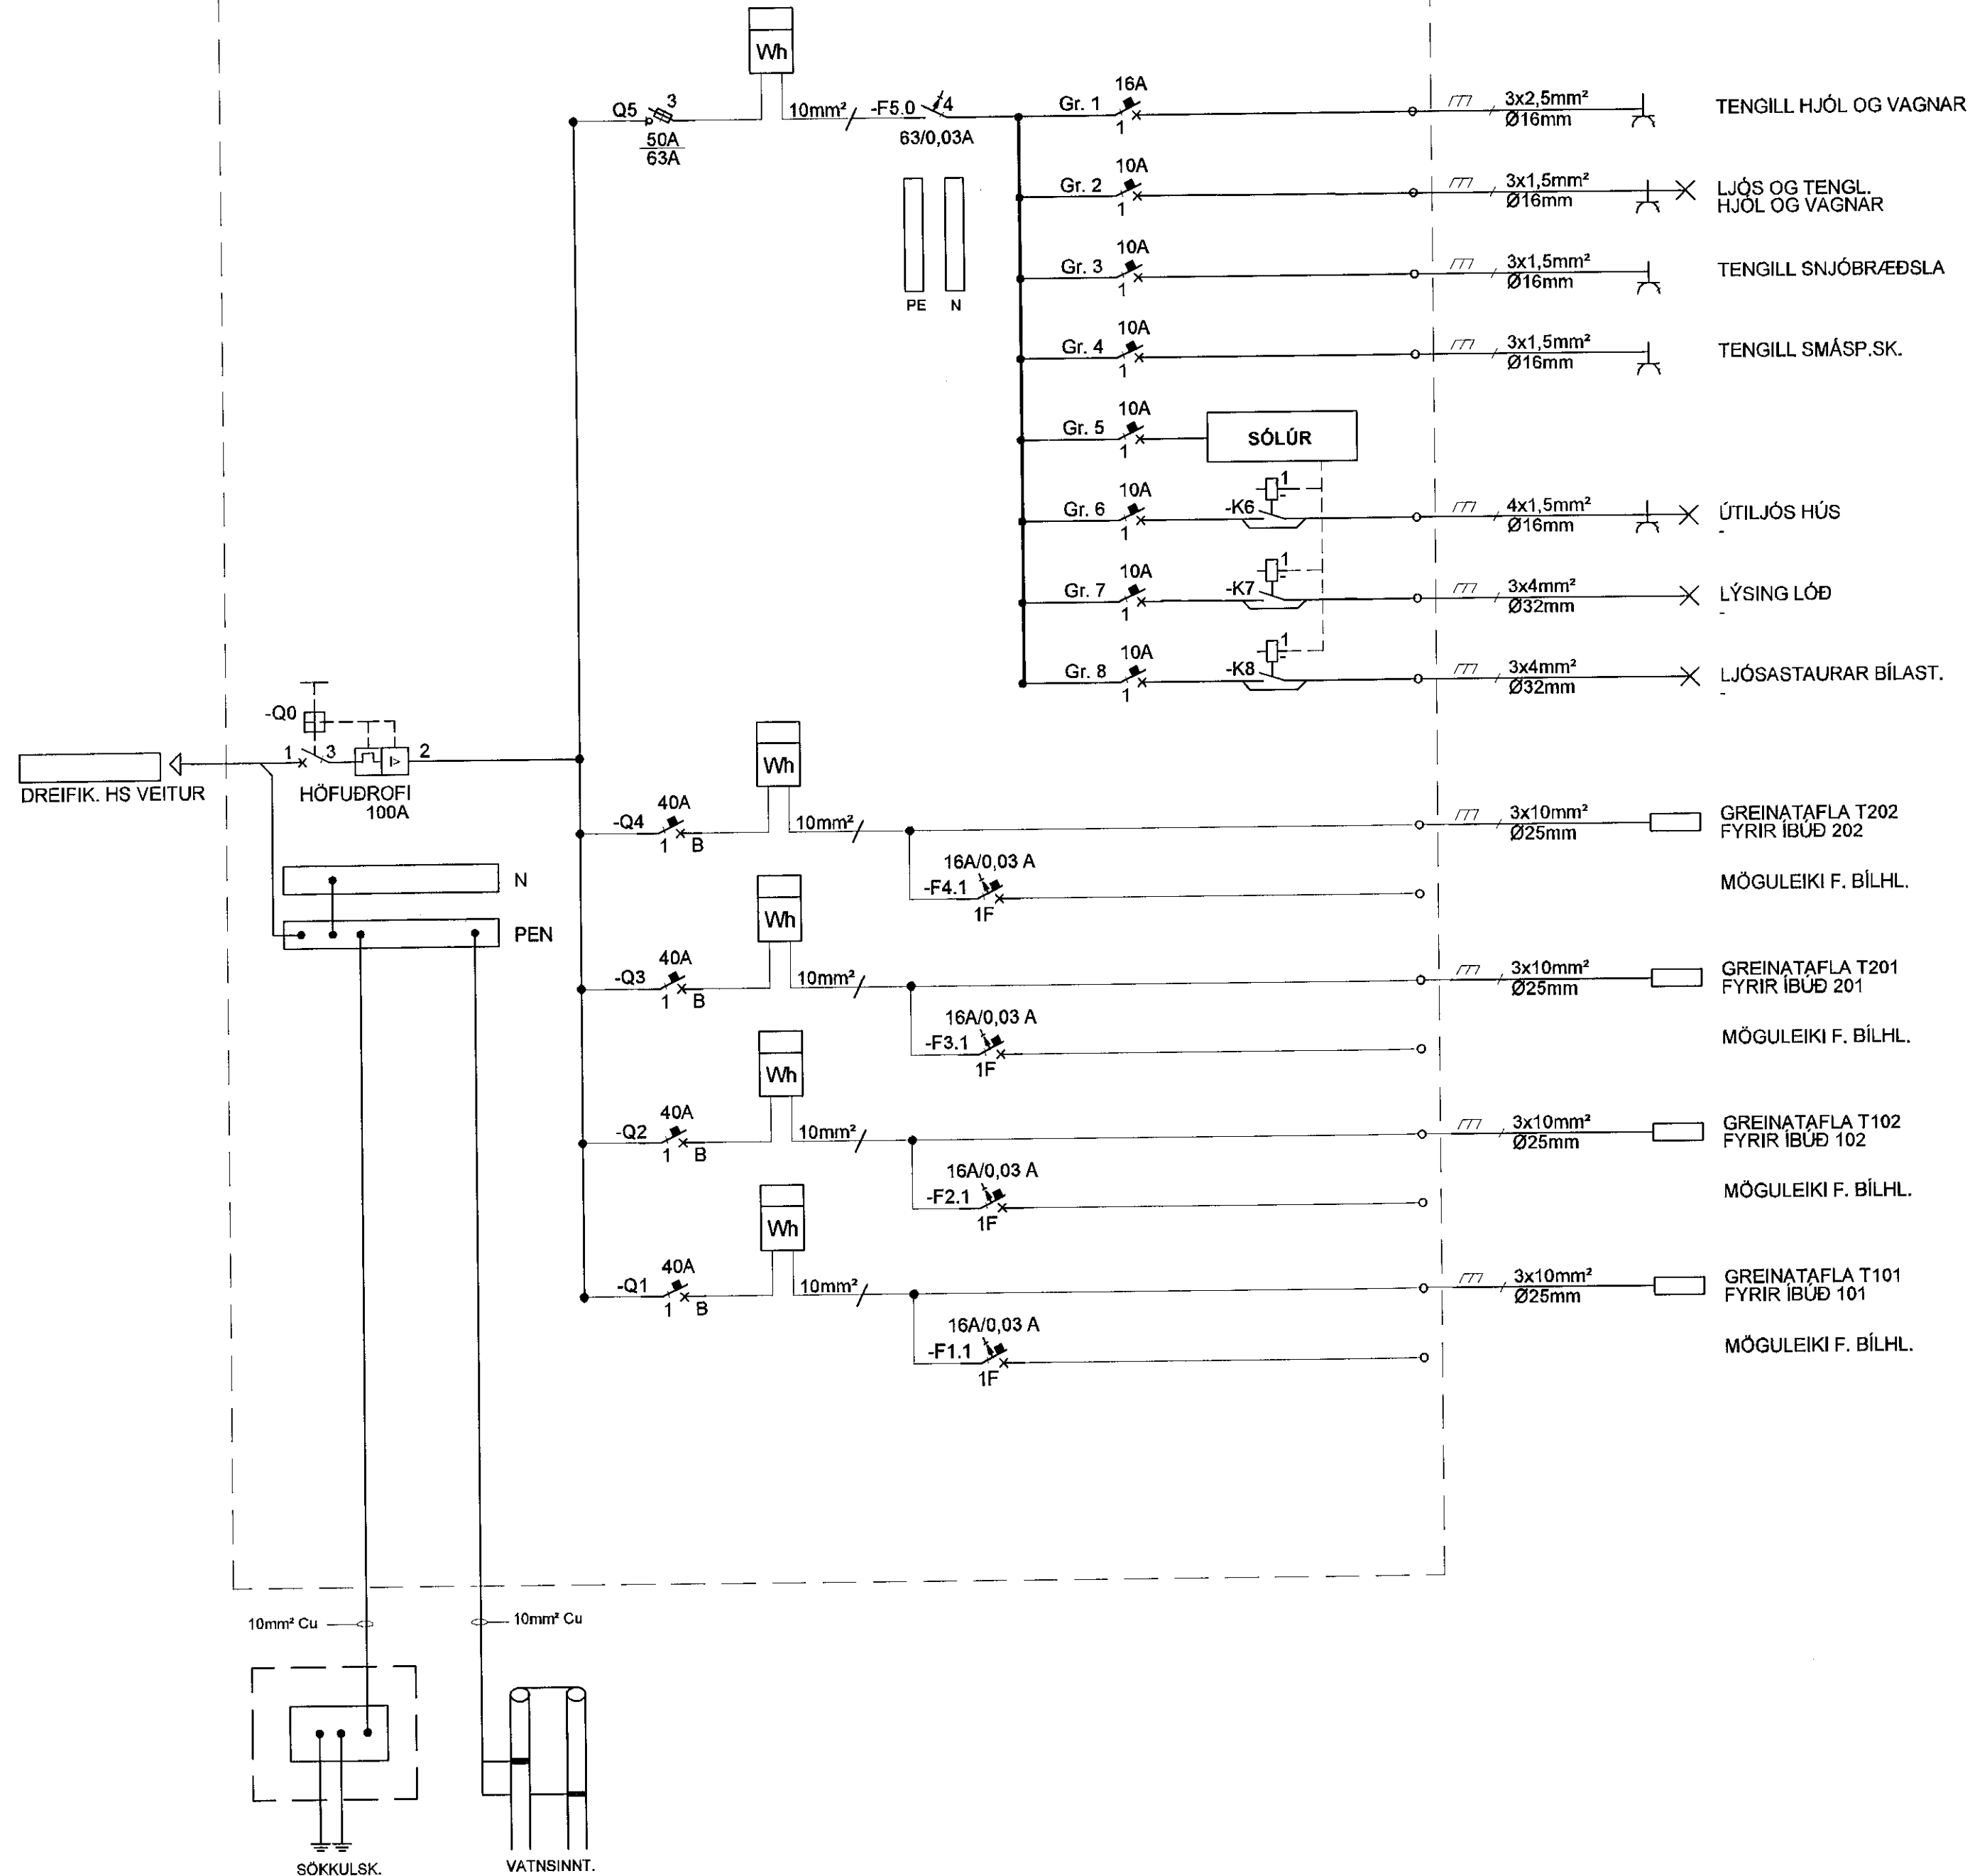 Wh
Q5
3
50A
63A
10mm²
-F5.0
4
63/0,03A
PE
N
Gr. 1
16A
1
3x2,5mm²
Ø16mm
TENGILL HJÓL OG VAGNAR
Gr. 2
10A
1
3x1,5mm²
Ø16mm
LJÓS OG TENGL.
HJÓL OG VAGNAR
Gr. 3
10A
1
3x1,5mm²
Ø16mm
TENGILL SNJÓBRÆÐSLA
Gr. 4
10A
1
3x1,5mm²
Ø16mm
TENGILL SMÁSP.SK.
Gr. 5
10A
1
SÓLÚR
Gr. 6
10A
1
-K6
1
-
4x1,5mm²
Ø16mm
ÚTILJÓS HÚS
-
Gr. 7
10A
1
-K7
1
-
3x4mm²
Ø32mm
LÝSING LÓÐ
-
Gr. 8
10A
1
-K8
1
-
3x4mm²
Ø32mm
LJÓSASTAURAR BÍLAST.
-
-Q0
1
3
I>
2
DREIFIK. HS VEITUR
HÖFUÐROFI
100A
N
PEN
Wh
-Q4
40A
1
B
10mm²
3x10mm²
Ø25mm
GREINATAFLA T202
FYRIR ÍBÚÐ 202
16A/0,03 A
-F4.1
1F
MÖGULEIKI F. BÍLHL.
Wh
-Q3
40A
1
B
10mm²
3x10mm²
Ø25mm
GREINATAFLA T201
FYRIR ÍBÚÐ 201
16A/0,03 A
-F3.1
1F
MÖGULEIKI F. BÍLHL.
Wh
-Q2
40A
1
B
10mm²
3x10mm²
Ø25mm
GREINATAFLA T102
FYRIR ÍBÚÐ 102
16A/0,03 A
-F2.1
1F
MÖGULEIKI F. BÍLHL.
Wh
-Q1
40A
1
B
10mm²
3x10mm²
Ø25mm
GREINATAFLA T101
FYRIR ÍBÚÐ 101
16A/0,03 A
-F1.1
1F
MÖGULEIKI F. BÍLHL.
10mm² Cu
10mm² Cu
SÖKKULSK.
VATNSINNT.